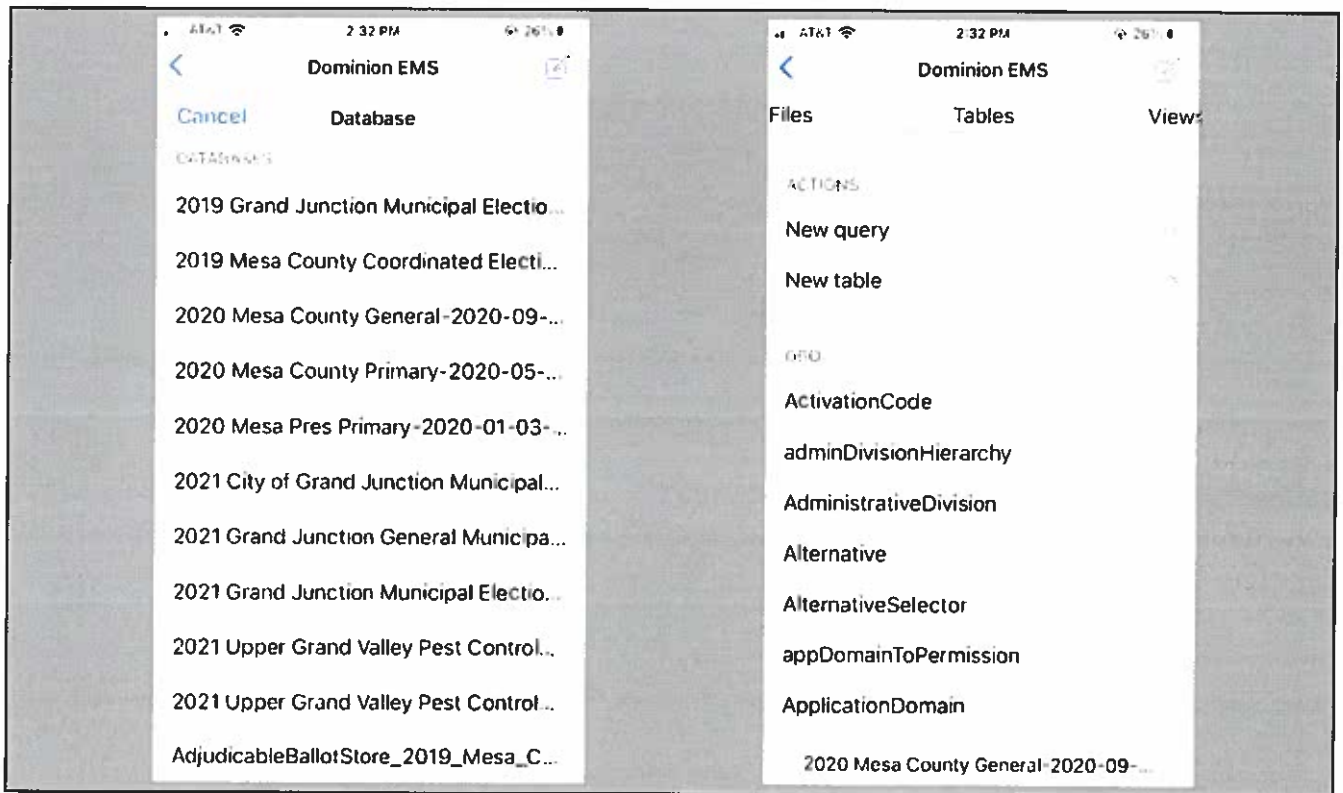 AT&T 2:32 PM 26%
Dominion EMS
Cancel Database
DATABASES
2019 Grand Junction Municipal Electio...
2019 Mesa County Coordinated Electi...
2020 Mesa County General-2020-09-...
2020 Mesa County Primary-2020-05-...
2020 Mesa Pres Primary-2020-01-03-...
2021 City of Grand Junction Municipal...
2021 Grand Junction General Municipa...
2021 Grand Junction Municipal Electio...
2021 Upper Grand Valley Pest Control...
2021 Upper Grand Valley Pest Control...
AdjudicableBallotStore_2019_Mesa_C...
AT&T 2:32 PM 26%
Dominion EMS
Files Tables Views
ACTIONS
New query
New table
DBO
ActivationCode
adminDivisionHierarchy
AdministrativeDivision
Alternative
AlternativeSelector
appDomainToPermission
ApplicationDomain
2020 Mesa County General-2020-09-...